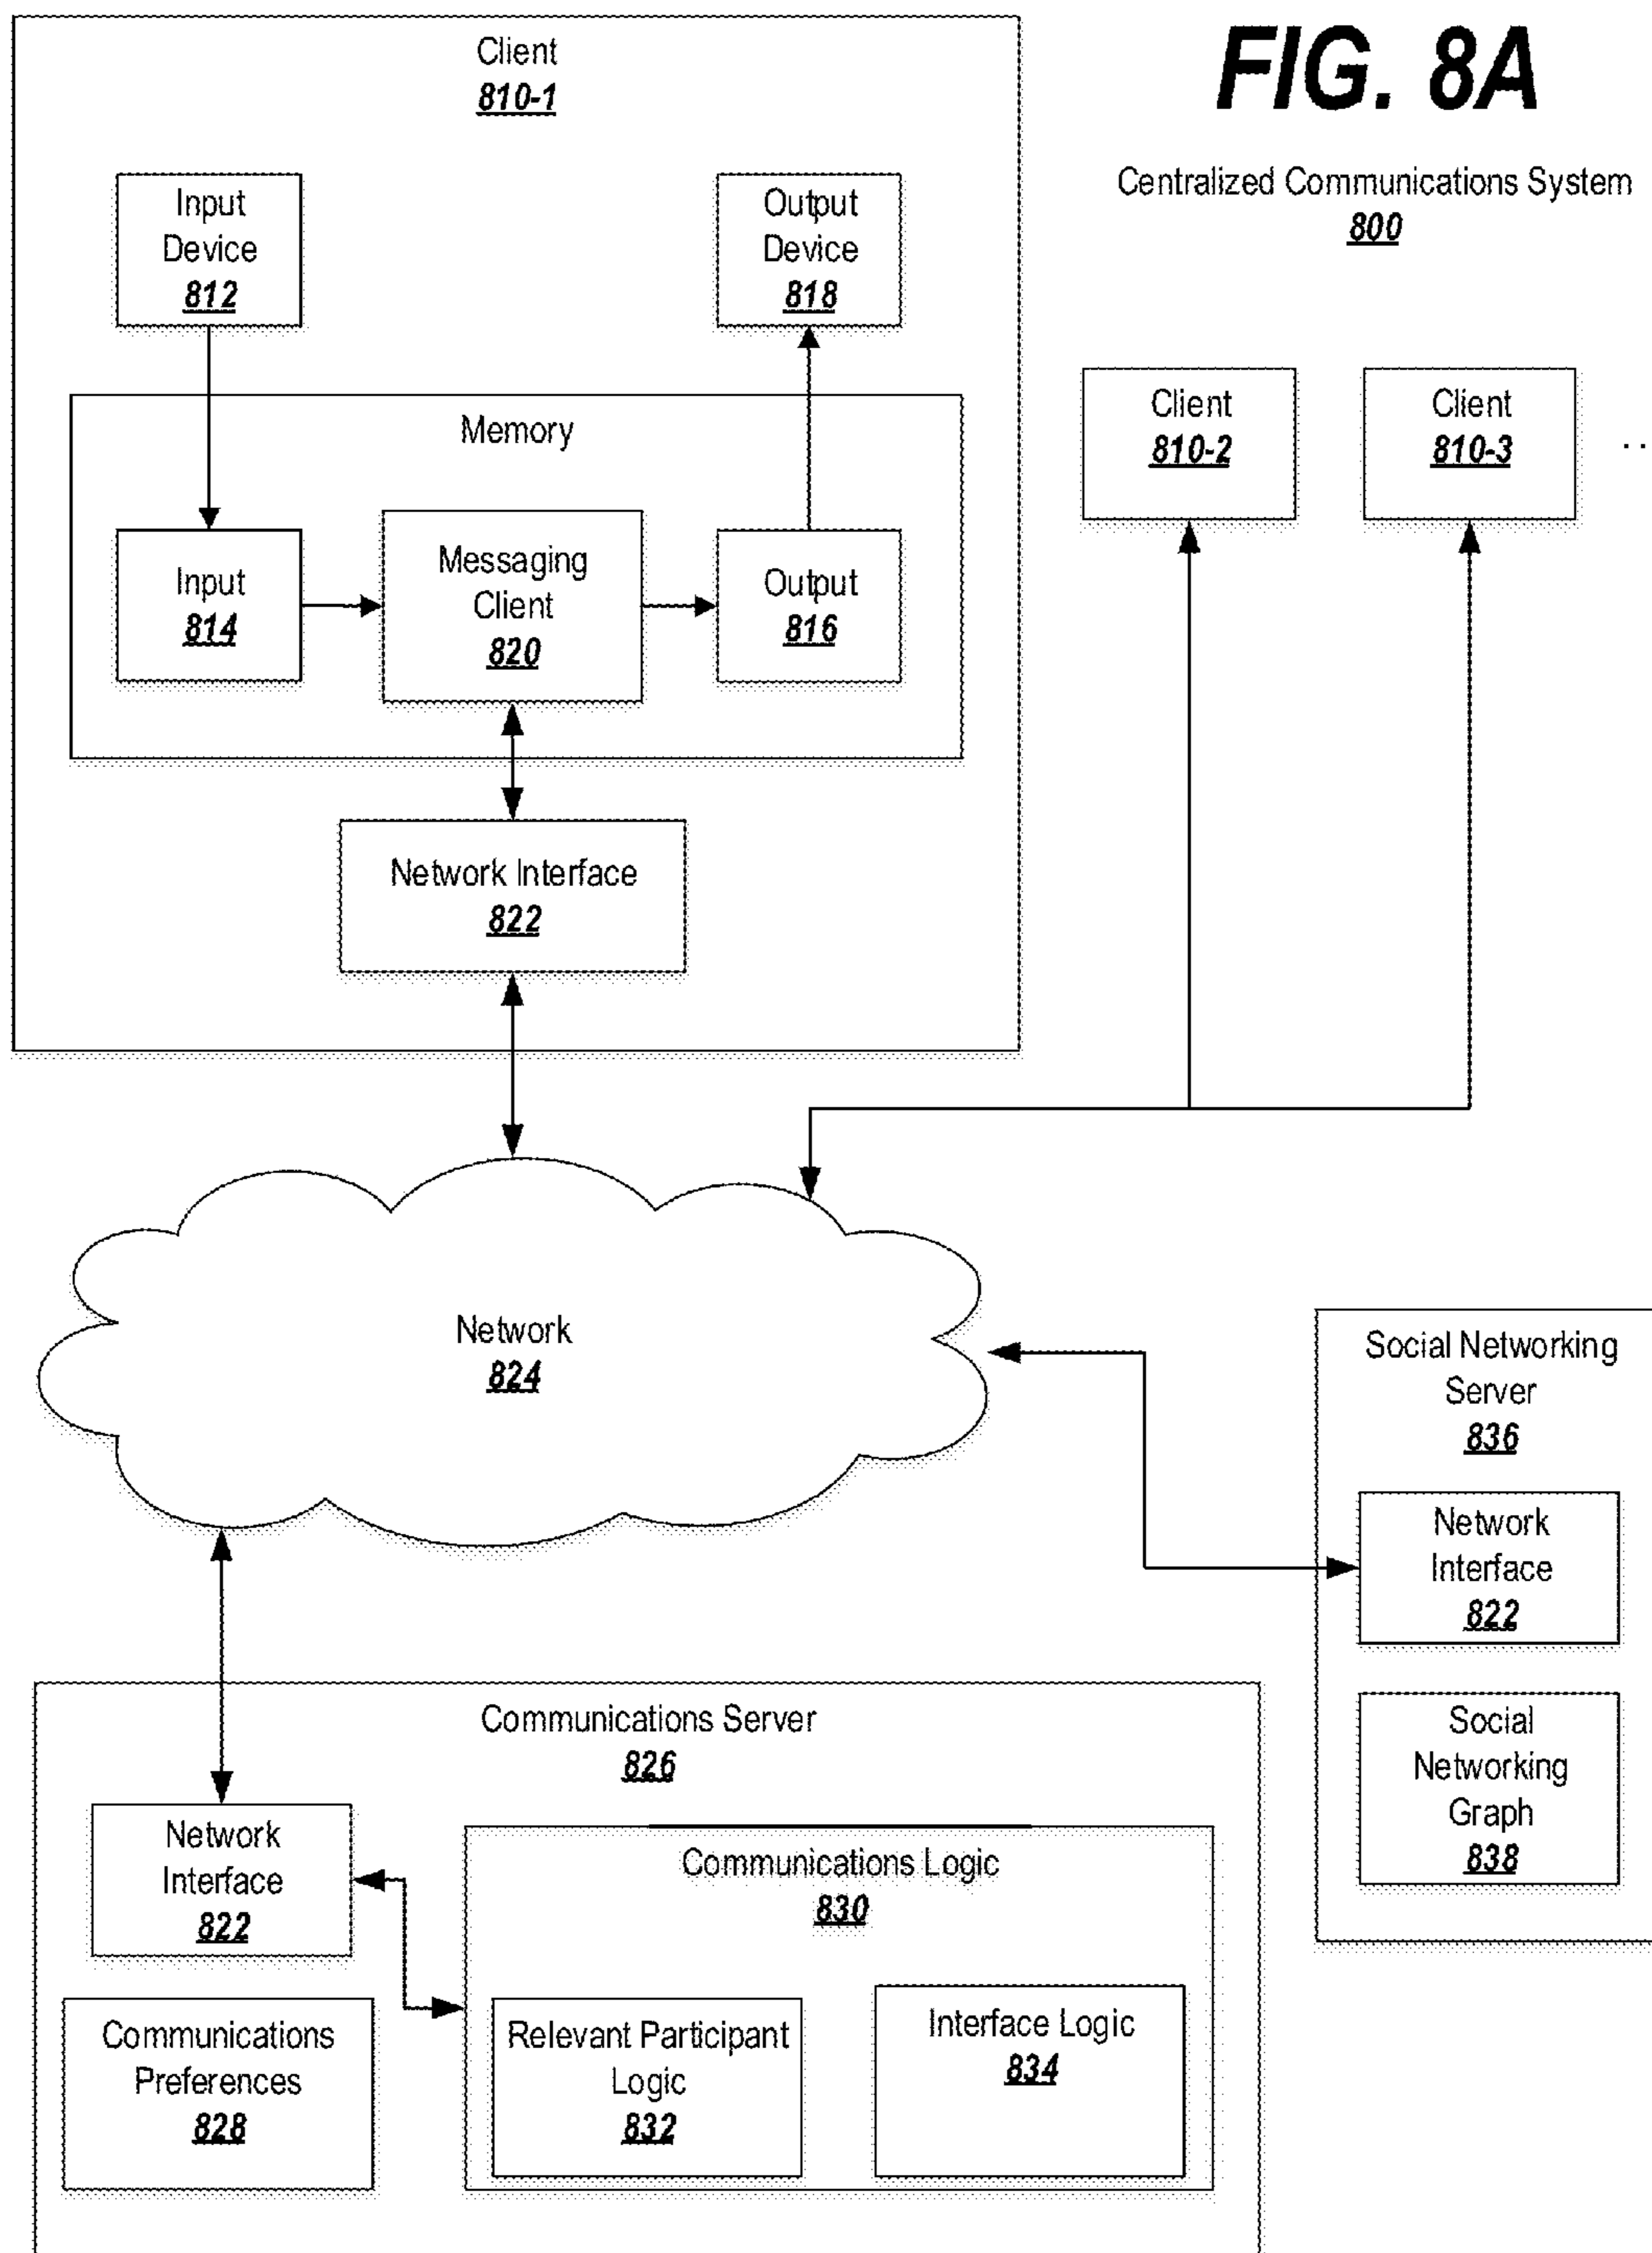 FIG. 8A
Centralized Communications System
800
Client
810-1
Input
Device
812
Output
Device
818
Memory
Input
814
Messaging
Client
820
Output
816
Network Interface
822
Client
810-2
Client
810-3
..
Network
824
Social Networking
Server
836
Network
Interface
822
Social
Networking
Graph
838
Communications Server
826
Network
Interface
822
Communications
Preferences
828
Communications Logic
830
Relevant Participant
Logic
832
Interface Logic
834